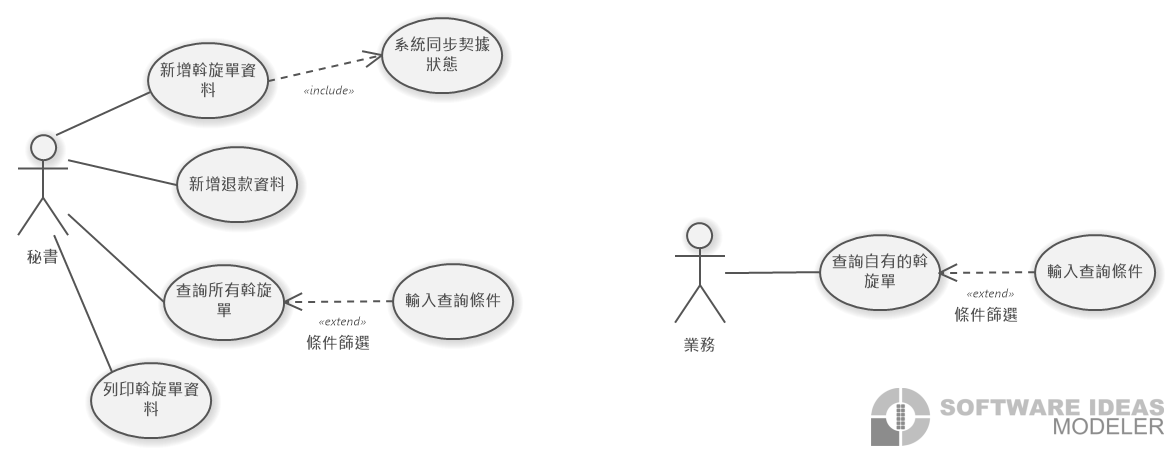 新增斡旋單資
料
«include»
系統同步契據
狀態
新增退款資料
秘書
查詢所有斡旋
單
«extend»
條件篩選
輸入查詢條件
列印斡旋單資
料
業務
查詢自有的斡
旋單
«extend»
條件篩選
輸入查詢條件
SOFTWARE IDEAS
MODELER